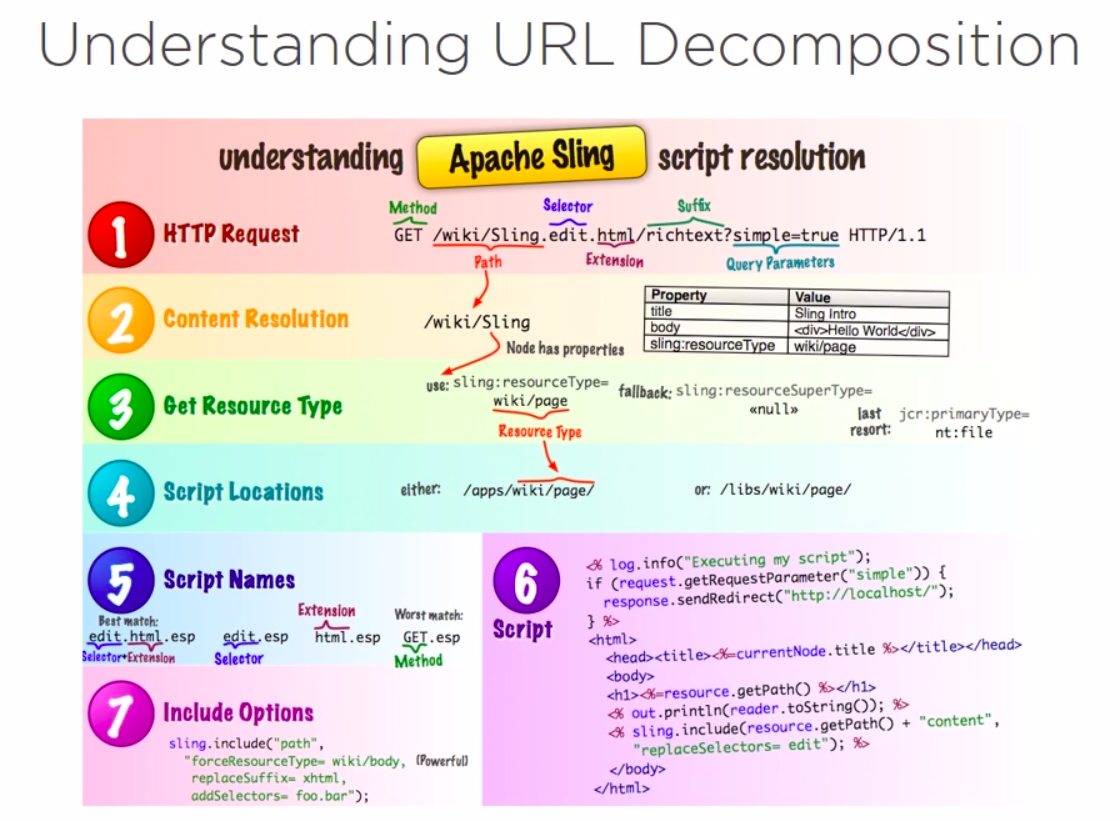 Understanding URL Decomposition
understanding Apache Sling script resolution
1 HTTP Request
Method
Selector
Suffix
GET /wiki/Sling.edit.html/richtext?simple=true HTTP/1.1
Path
Extension
Query Parameters
2 Content Resolution
/wiki/Sling
Node has properties
Property Value
title Sling Intro
body <div>Hello World</div>
sling:resourceType wiki/page
3 Get Resource Type
use: sling:resourceType=
wiki/page
Resource Type
fallback: sling:resourceSuperType=
«null»
last resort: jcr:primaryType=
nt:file
4 Script Locations
either: /apps/wiki/page/
or: /libs/wiki/page/
5 Script Names
Best match:
edit.html.esp
Selector+Extension
edit.esp
Selector
Extension
html.esp
Worst match:
GET.esp
Method
6
Script
<% log.info("Executing my script");
if (request.getRequestParameter("simple")) {
response.sendRedirect("http://localhost/");
} %>
<html>
<head><title><%=currentNode.title %></title></head>
<body>
<h1><%=resource.getPath() %></h1>
<% out.println(reader.toString()); %>
<% sling.include(resource.getPath() + "content",
"replaceSelectors= edit"); %>
</body>
</html>
7 Include Options
sling.include("path",
"forceResourceType= wiki/body, (Powerful)
replaceSuffix= xhtml,
addSelectors= foo.bar");